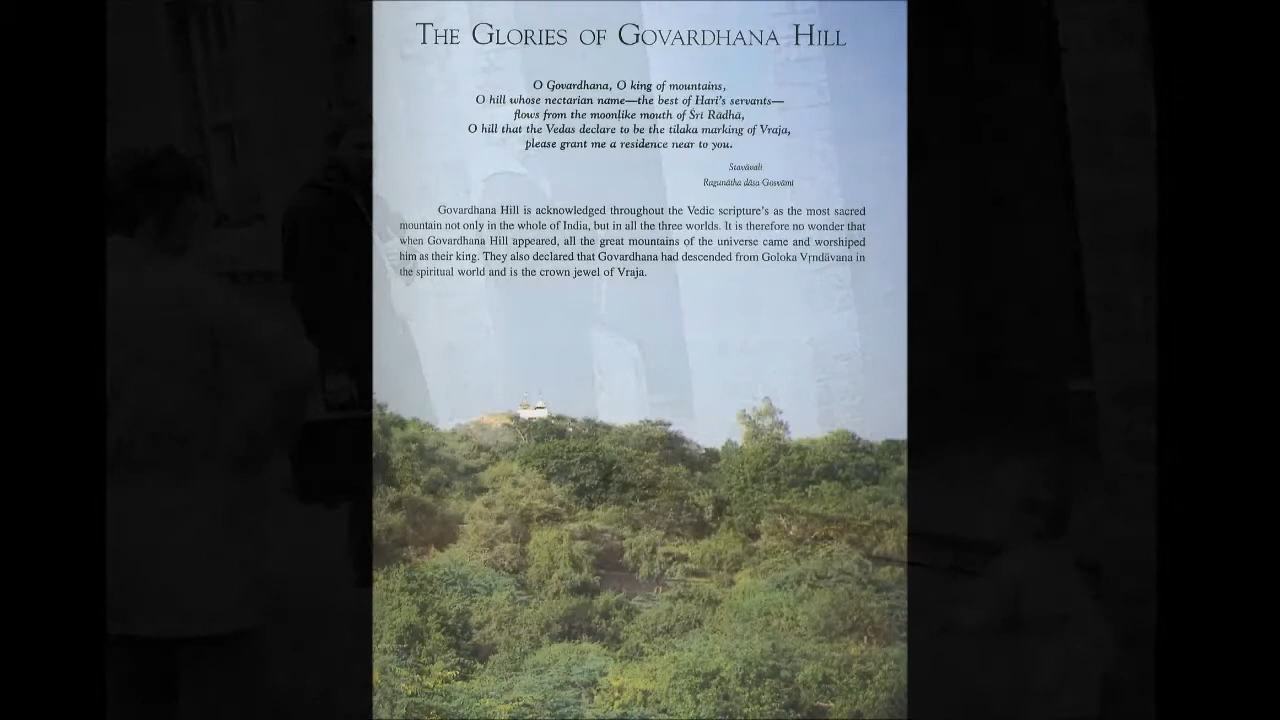 THE GLORIES OF GOVARDHANA HILL
O Govardhana, O king of mountains,
O hill whose nectarian name—the best of Hari's servants—
flows from the moonlike mouth of Śrī Rādhā,
O hill that the Vedas declare to be the tilaka marking of Vraja,
please grant me a residence near to you.
Stavāvalī
Ragunātha dāsa Gosvāmī
Govardhana Hill is acknowledged throughout the Vedic scripture's as the most sacred
mountain not only in the whole of India, but in all the three worlds. It is therefore no wonder that
when Govardhana Hill appeared, all the great mountains of the universe came and worshiped
him as their king. They also declared that Govardhana had descended from Goloka Vṛndāvana in
the spiritual world and is the crown jewel of Vraja.